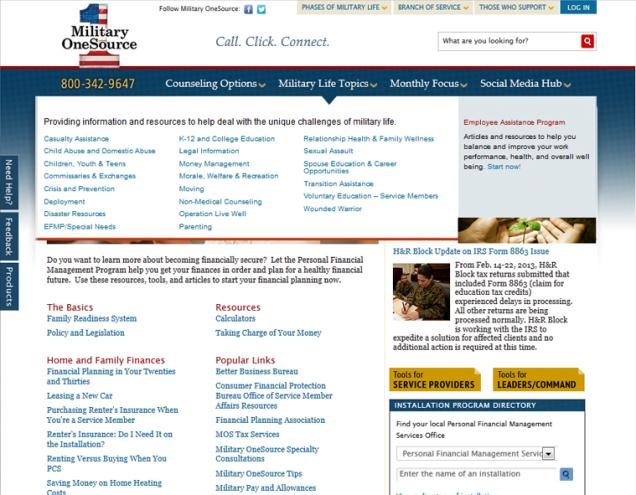 Follow Military OneSource:
PHASES OF MILITARY LIFE
BRANCH OF SERVICE
THOSE WHO SUPPORT
LOG IN
1
Military
OneSource
Call. Click. Connect.
What are you looking for?
800-342-9647
Counseling Options
Military Life Topics
Monthly Focus
Social Media Hub
Providing information and resources to help deal with the unique challenges of military life.
Casualty Assistance
Child Abuse and Domestic Abuse
Children, Youth & Teens
Commissaries & Exchanges
Crisis and Prevention
Deployment
Disaster Resources
EFMP/Special Needs
K-12 and College Education
Legal Information
Money Management
Morale, Welfare & Recreation
Moving
Non-Medical Counseling
Operation Live Well
Parenting
Relationship Health & Family Wellness
Sexual Assault
Spouse Education & Career
Opportunities
Transition Assistance
Voluntary Education – Service Members
Wounded Warrior
Employee Assistance Program
Articles and resources to help you
balance and improve your work
performance, health, and overall well
being. Start now!
Need Help?
Feedback
Products
Do you want to learn more about becoming financially secure? Let the Personal Financial
Management Program help you get your finances in order and plan for a healthy financial
future. Use these resources, tools, and articles to start your financial planning now.
The Basics
Family Readiness System
Policy and Legislation
Resources
Calculators
Taking Charge of Your Money
Home and Family Finances
Financial Planning in Your Twenties
and Thirties
Leasing a New Car
Purchasing Renter's Insurance When
You're a Service Member
Renter's Insurance: Do I Need It on
the Installation?
Renting Versus Buying When You
PCS
Saving Money on Home Heating
Costs
Popular Links
Better Business Bureau
Consumer Financial Protection
Bureau Office of Service Member
Affairs Resources
Financial Planning Association
MOS Tax Services
Military OneSource Specialty
Consultations
Military OneSource Tips
Military Pay and Allowances
H&R Block Update on IRS Form 8863 Issue
From Feb. 14-22, 2013, H&R
Block tax returns submitted that
included Form 8863 (claim for
education tax credits)
experienced delays in processing.
All other returns are being
processed normally. H&R Block
is working with the IRS to
expedite a solution for affected clients and no
additional action is required at this time.
Tools for
SERVICE PROVIDERS
Tools for
LEADERS/COMMAND
INSTALLATION PROGRAM DIRECTORY
Find your local Personal Financial Management
Services Office
Personal Financial Management Servic
Enter the name of an installation